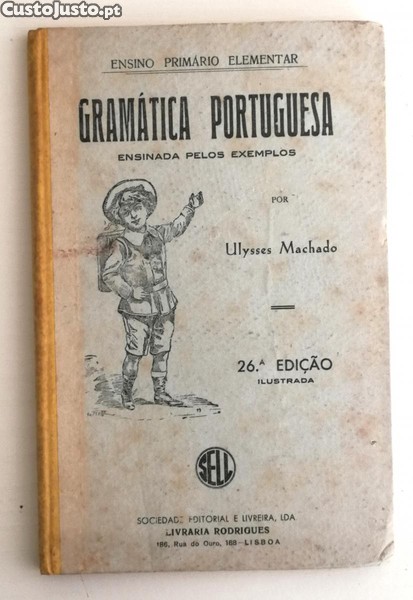 CustoJusto.pt
ENSINO PRIMÁRIO ELEMENTAR
GRAMÁTICA PORTUGUESA
ENSINADA PELOS EXEMPLOS
POR
Ulysses Machado
26.ª EDIÇÃO
ILUSTRADA
SELL
SOCIEDADE EDITORIAL E LIVREIRA, LDA
LIVRARIA RODRIGUES
186, Rua do Ouro, 188-LISBOA